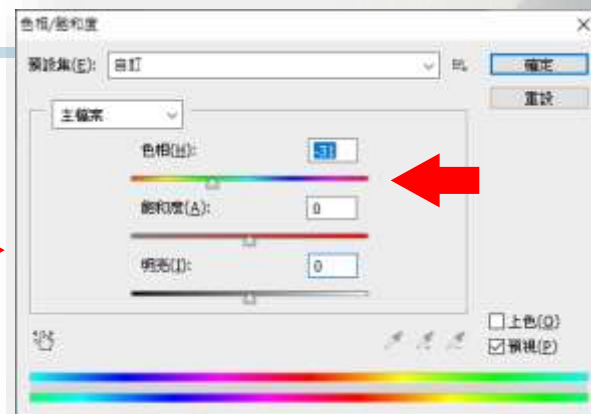 色相/飽和度
預設集(E): 自訂
確定
重設
主檔案
色相(H):
飽和度(A): 0
明亮(I): 0
上色(O)
預視(P)